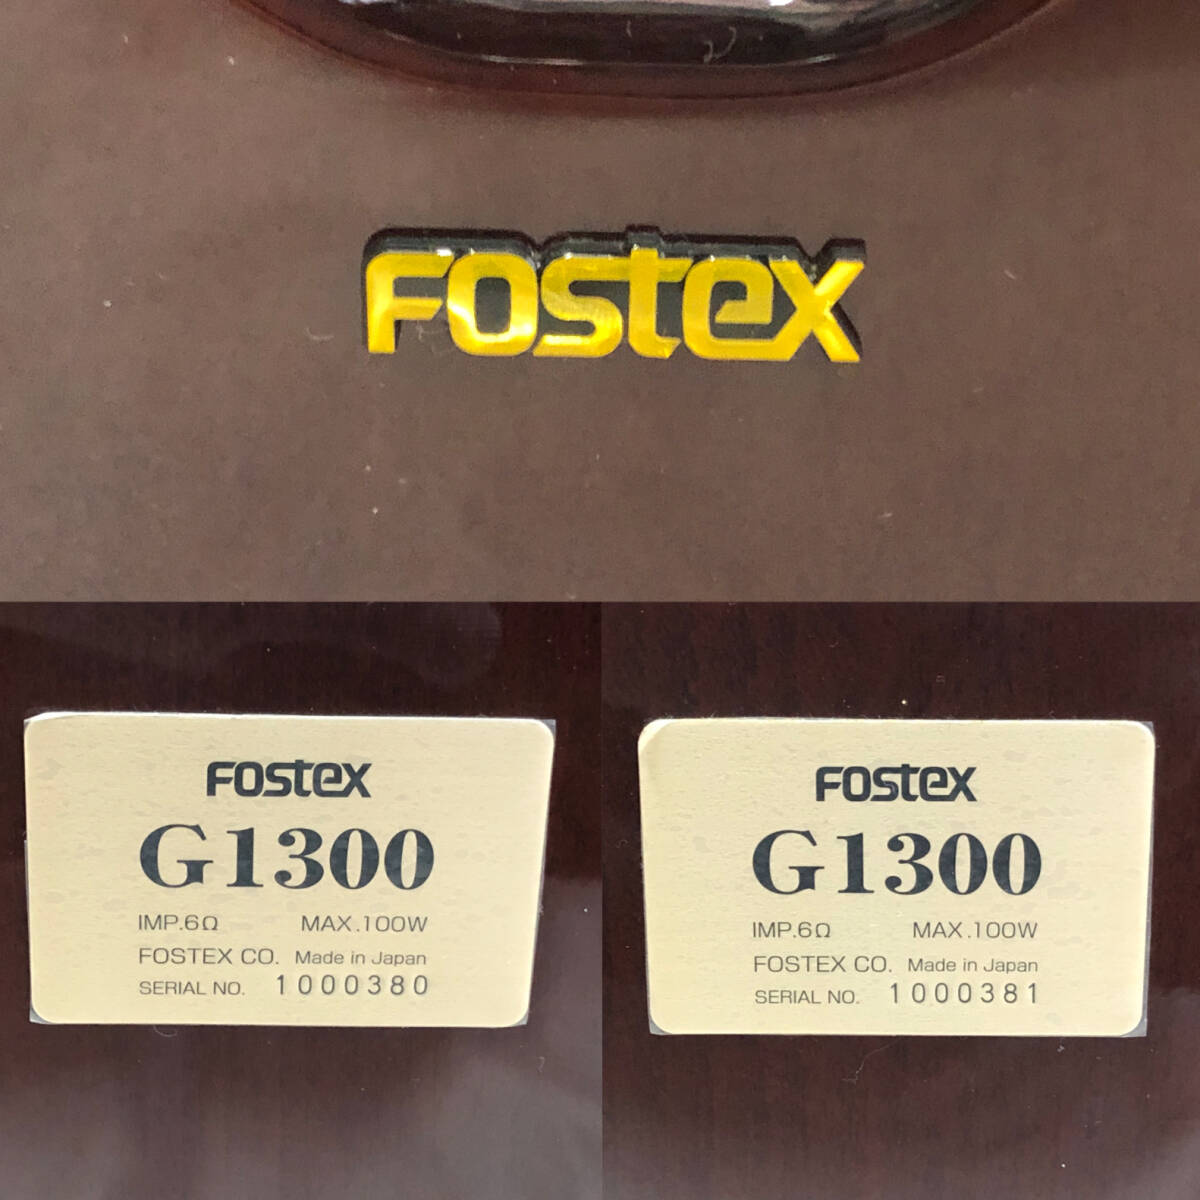 FOSTEX
FOSTEX
G1300
IMP.6Ω MAX.100W
FOSTEX CO. Made in Japan
SERIAL NO. 1000380
FOSTEX
G1300
IMP.6Ω MAX.100W
FOSTEX CO. Made in Japan
SERIAL NO. 1000381